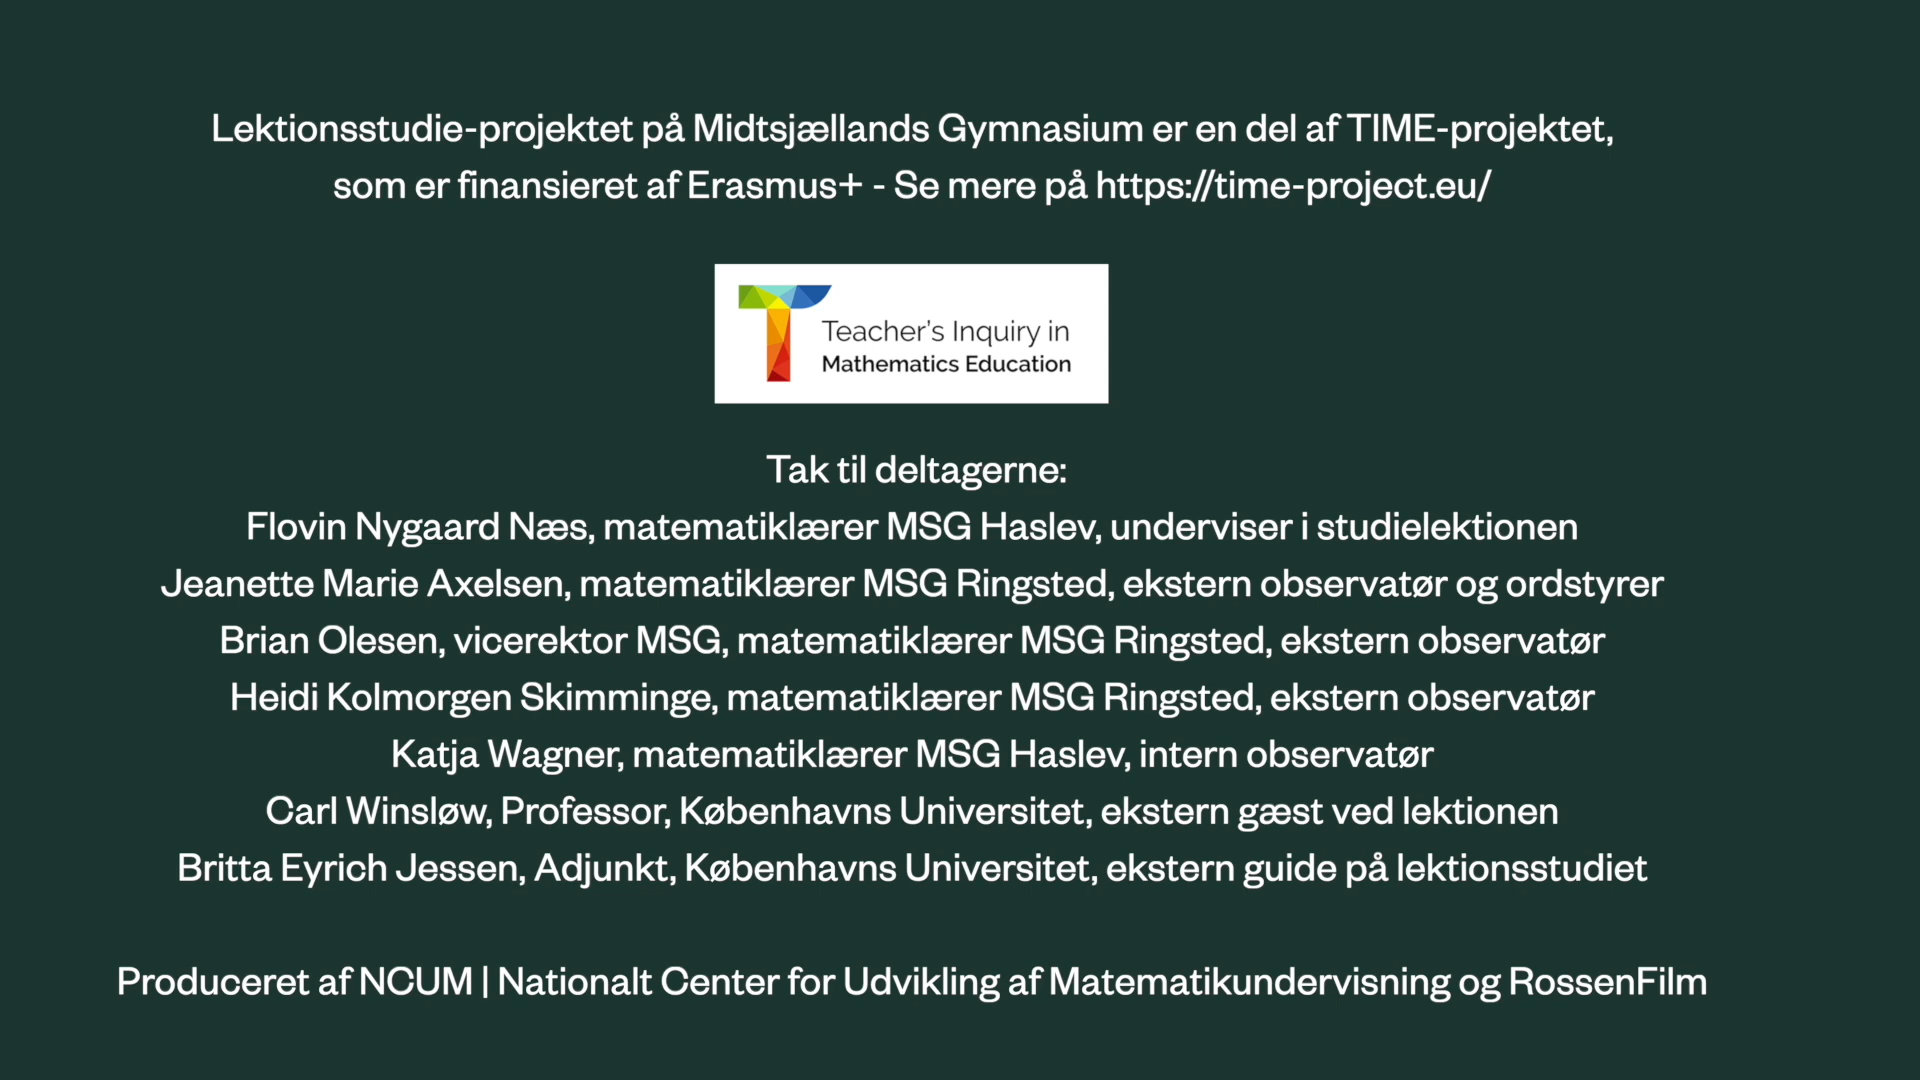 Lektionsstudie-projektet på Midtsjællands Gymnasium er en del af TIME-projektet,
som er finansieret af Erasmus+ - Se mere på https://time-project.eu/
Teacher's Inquiry in
Mathematics Education
Tak til deltagerne:
Flovin Nygaard Næs, matematiklærer MSG Haslev, underviser i studielektionen
Jeanette Marie Axelsen, matematiklærer MSG Ringsted, ekstern observatør og ordstyrer
Brian Olesen, vicerektor MSG, matematiklærer MSG Ringsted, ekstern observatør
Heidi Kolmorgen Skimminge, matematiklærer MSG Ringsted, ekstern observatør
Katja Wagner, matematiklærer MSG Haslev, intern observatør
Carl Winsløw, Professor, Københavns Universitet, ekstern gæst ved lektionen
Britta Eyrich Jessen, Adjunkt, Københavns Universitet, ekstern guide på lektionsstudiet
Produceret af NCUM | Nationalt Center for Udvikling af Matematikundervisning og RossenFilm